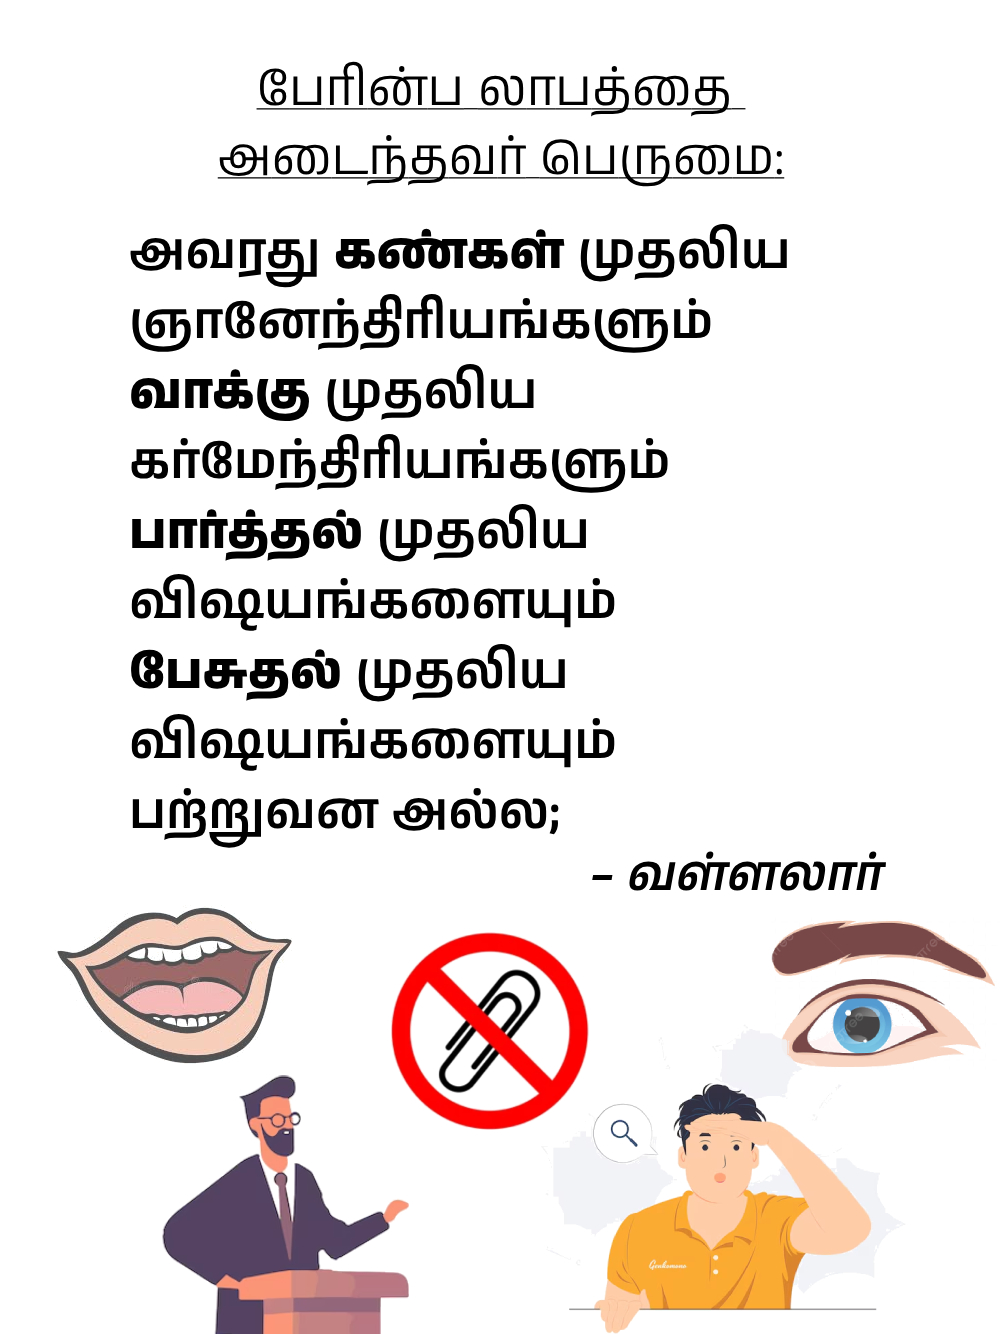 பேரின்ப லாபத்தை
அடைந்தவர் பெருமை:
அவரது கண்கள் முதலிய
ஞானேந்திரியங்களும்
வாக்கு முதலிய
கர்மேந்திரியங்களும்
பார்த்தல் முதலிய
விஷயங்களையும்
பேசுதல் முதலிய
விஷயங்களையும்
பற்றுவன அல்ல;
– வள்ளலார்